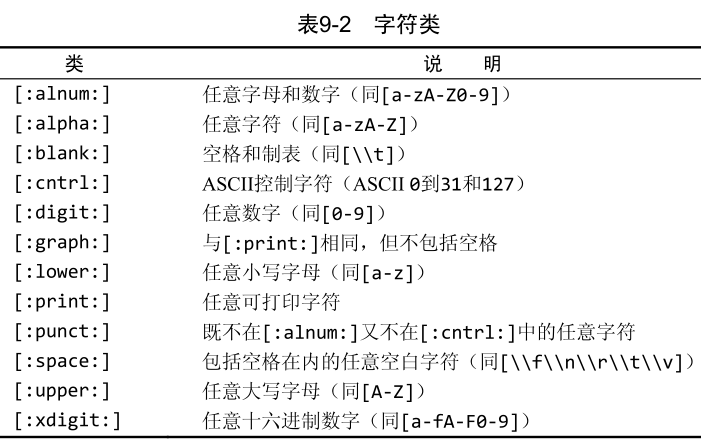 表9-2 字符类
类 说 明
[:alnum:] 任意字母和数字（同[a-zA-Z0-9]）
[:alpha:] 任意字符（同[a-zA-Z]）
[:blank:] 空格和制表（同[\\t]）
[:cntrl:] ASCII控制字符（ASCII 0到31和127）
[:digit:] 任意数字（同[0-9]）
[:graph:] 与[:print:]相同，但不包括空格
[:lower:] 任意小写字母（同[a-z]）
[:print:] 任意可打印字符
[:punct:] 既不在[:alnum:]又不在[:cntrl:]中的任意字符
[:space:] 包括空格在内的任意空白字符（同[\\f\\n\\r\\t\\v]）
[:upper:] 任意大写字母（同[A-Z]）
[:xdigit:] 任意十六进制数字（同[a-fA-F0-9]）